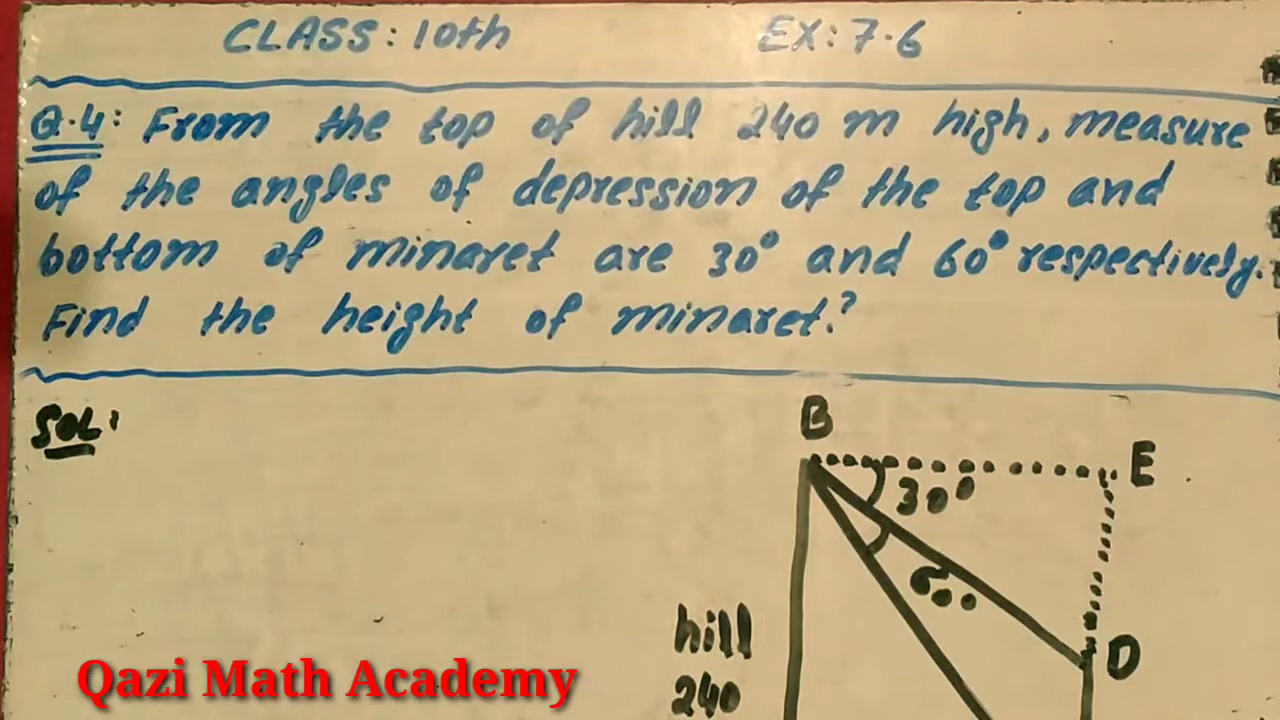 CLASS: 10th EX: 7.6
Q.4: From the top of hill 240 m high, measure
of the angles of depression of the top and
bottom of minaret are 30° and 60° respectively.
Find the height of minaret?
SOL:
B
E
30°
60°
hill
D
240
Qazi Math Academy